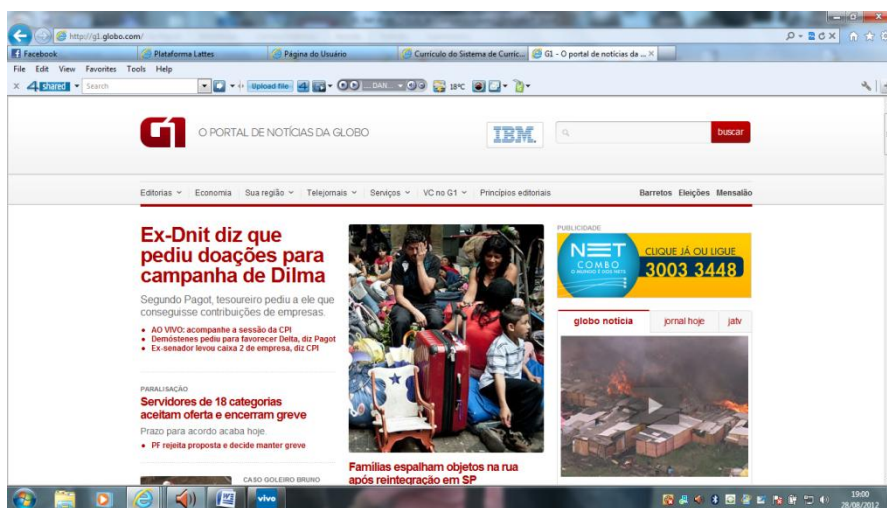 http://g1.globo.com/
Facebook
Plataforma Lattes
Página do Usuário
Currículo do Sistema de Curríc...
G1 - O portal de notícias da ...
File Edit View Favorites Tools Help
4shared
Search
Upload file
DAN...
18°C
G1
O PORTAL DE NOTÍCIAS DA GLOBO
IBM
buscar
Editorias Economia Sua região Telejornais Serviços VC no G1 Princípios editoriais
Barretos Eleições Mensalão
Ex-Dnit diz que
pediu doações para
campanha de Dilma
Segundo Pagot, tesoureiro pediu a ele que
conseguisse contribuições de empresas.
AO VIVO: acompanhe a sessão da CPI
Demóstenes pediu para favorecer Delta, diz Pagot
Ex-senador levou caixa 2 de empresa, diz CPI
PARALISAÇÃO
Servidores de 18 categorias
aceitam oferta e encerram greve
Prazo para acordo acaba hoje.
PF rejeita proposta e decide manter greve
CASO GOLEIRO BRUNO
Famílias espalham objetos na rua
após reintegração em SP
PUBLICIDADE
NET
COMBO
O MUNDO É DOS NETS
CLIQUE JÁ OU LIGUE
3003 3448
globo notícia
jornal hoje
jatv
vivo
19:00
28/08/2012